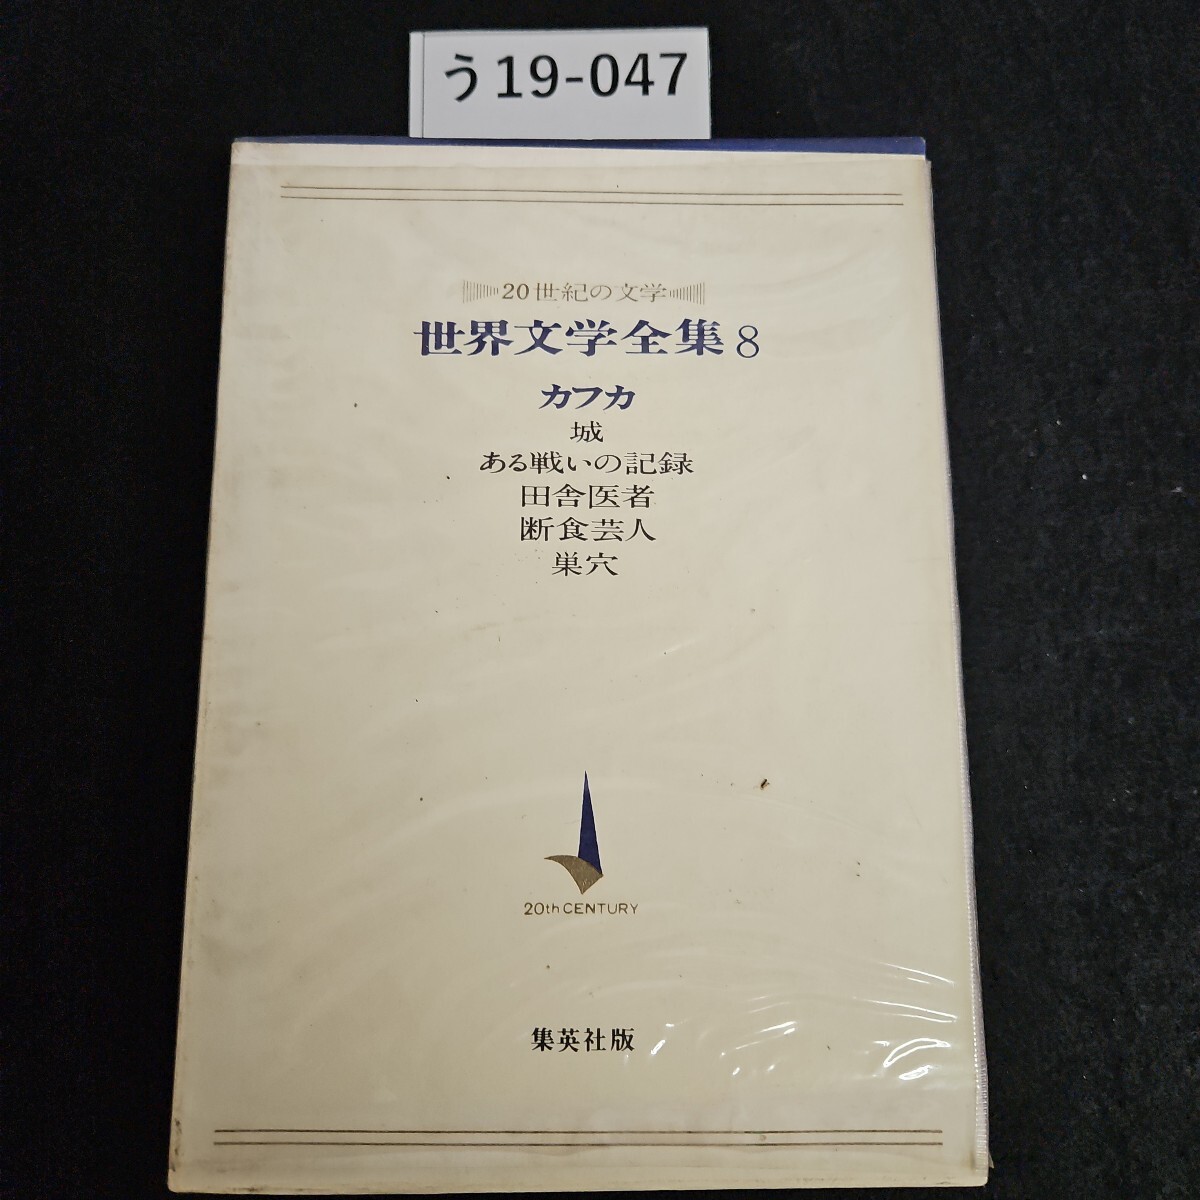 う19-047
20世紀の文学
世界文学全集8
カフカ
城
ある戦いの記録
田舎医者
断食芸人
巣穴
20th CENTURY
集英社版